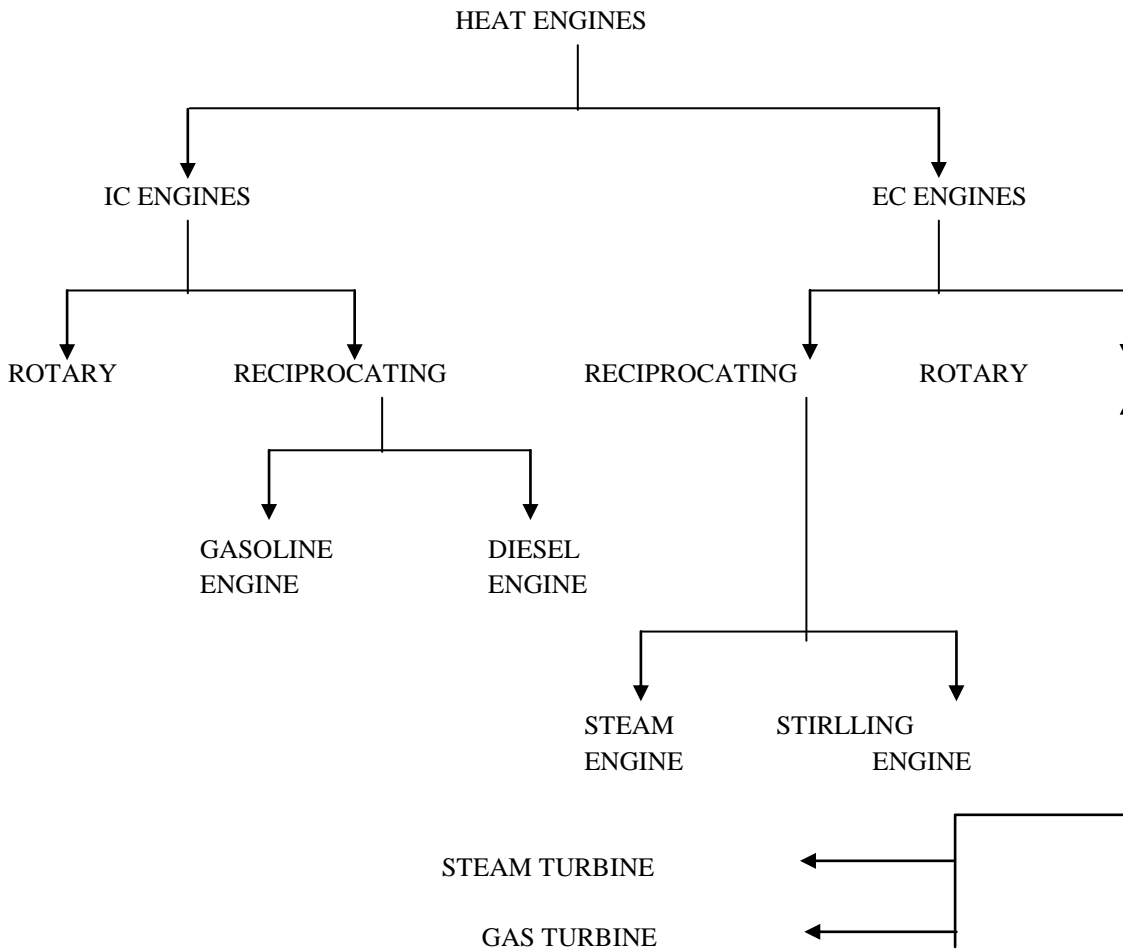 HEAT ENGINES
IC ENGINES EC ENGINES
ROTARY RECIPROCATING RECIPROCATING ROTARY
GASOLINE DIESEL
ENGINE ENGINE
STEAM STIRLLING
ENGINE ENGINE
STEAM TURBINE
GAS TURBINE